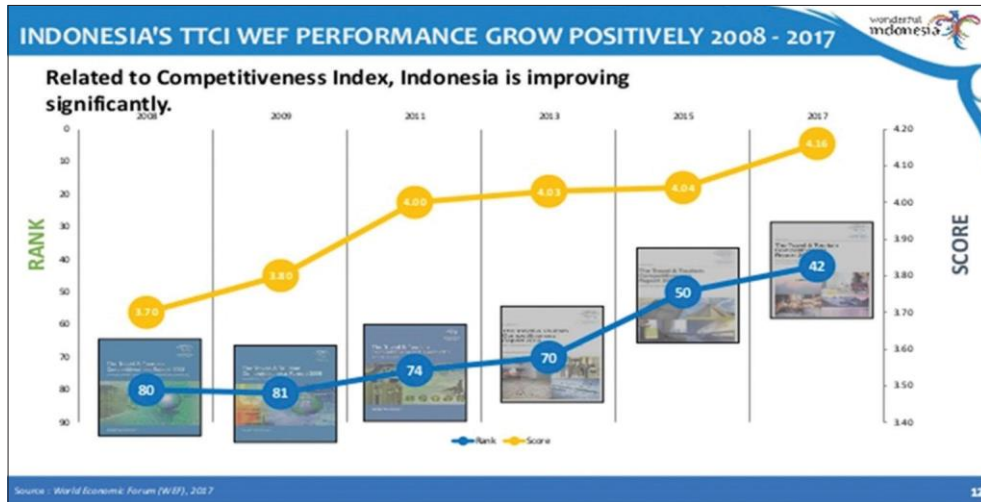 INDONESIA'S TTCI WEF PERFORMANCE GROW POSITIVELY 2008 - 2017
wonderful
indonesia
Related to Competitiveness Index, Indonesia is improving
significantly.
2008 2009 2011 2013 2015 2017
RANK
0
10
20
30
40
50
60
70
80
90
4.20
4.10
4.00
3.90
3.80
3.70
3.60
3.50
3.40
SCORE
3.70 3.80 4.00 4.03 4.04 4.16
80 81 74 70 50 42
The Travel & Tourism
Rank Score
Source : World Economic Forum (WEF), 2017
12